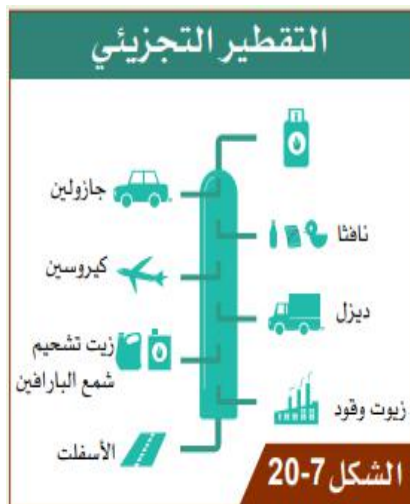 التقطير التجزيئي
جازولين
نافثا
كيروسين
ديزل
زيت تشحيم
شمع البارافين
زيوت وقود
الأسفلت
الشكل 7-20